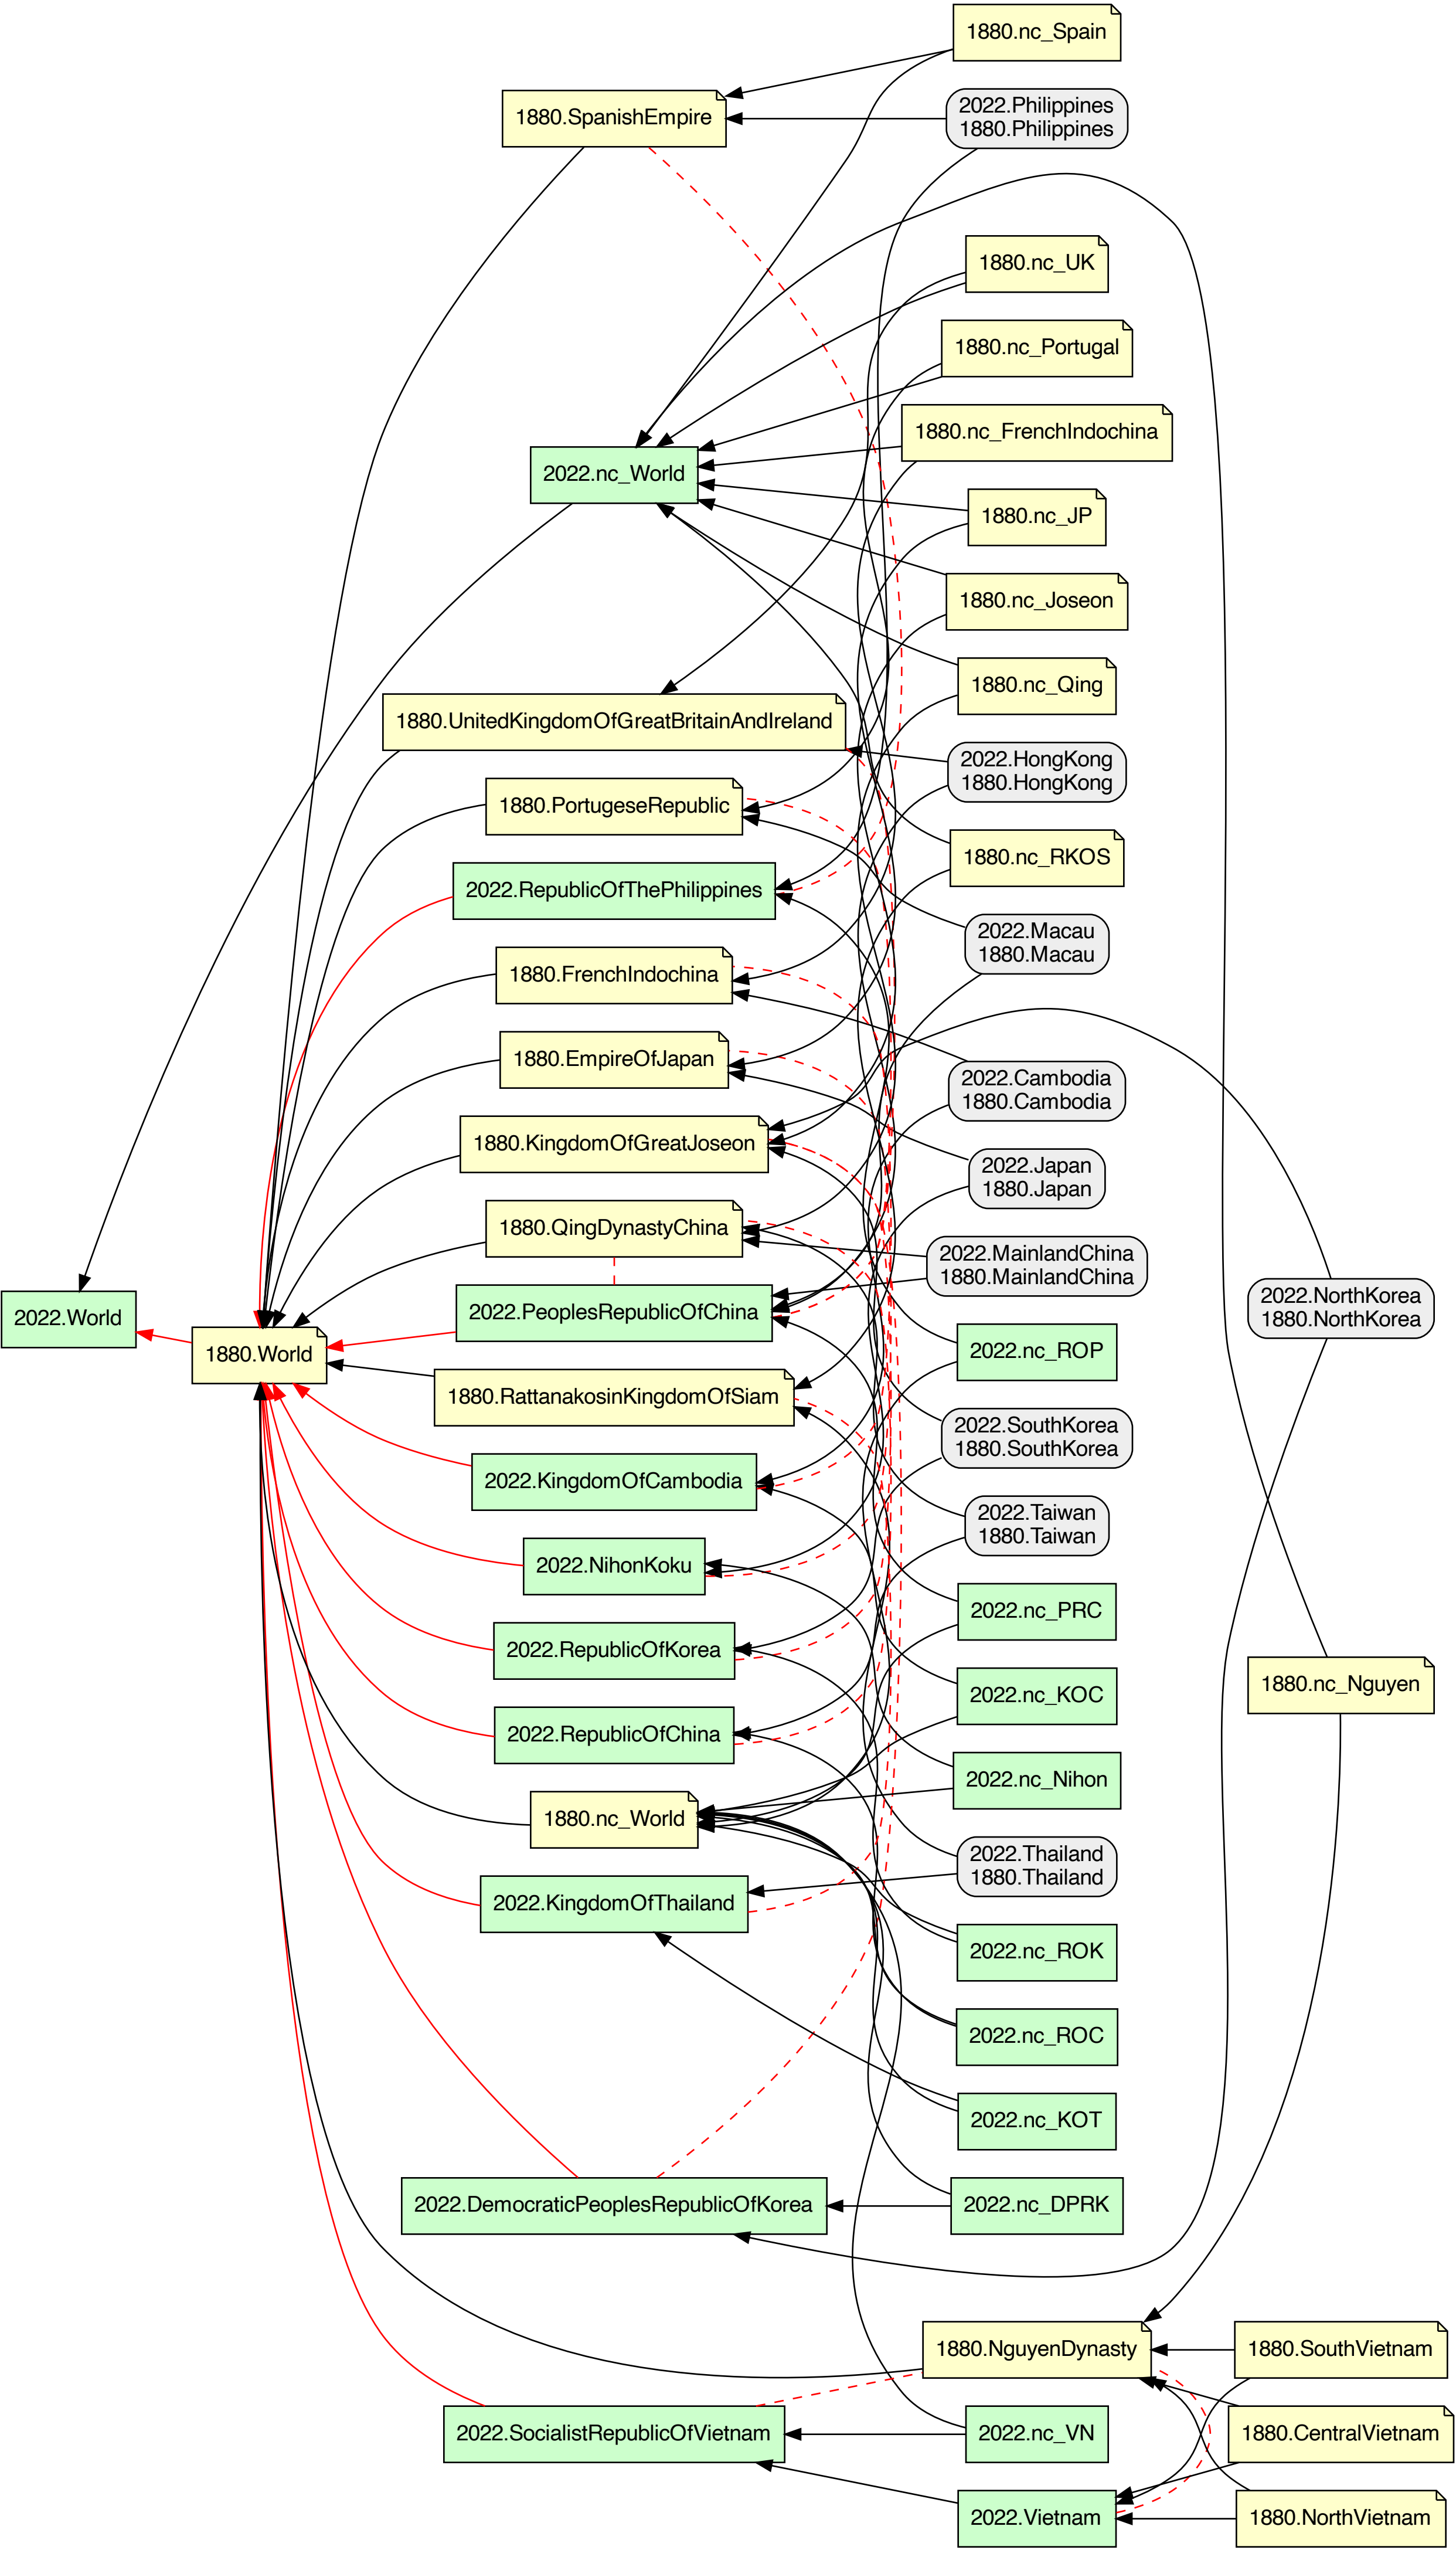 1880.nc_Spain
2022.Philippines
1880.Philippines
1880.SpanishEmpire
1880.nc_UK
1880.nc_Portugal
1880.nc_FrenchIndochina
2022.nc_World
1880.nc_JP
1880.nc_Joseon
1880.nc_Qing
1880.UnitedKingdomOfGreatBritainAndIreland
2022.HongKong
1880.HongKong
1880.PortugeseRepublic
1880.nc_RKOS
2022.RepublicOfThePhilippines
2022.Macau
1880.Macau
1880.FrenchIndochina
1880.EmpireOfJapan
2022.Cambodia
1880.Cambodia
1880.KingdomOfGreatJoseon
2022.Japan
1880.Japan
1880.QingDynastyChina
2022.MainlandChina
1880.MainlandChina
2022.World
2022.PeoplesRepublicOfChina
2022.NorthKorea
1880.NorthKorea
1880.World
2022.nc_ROP
1880.RattanakosinKingdomOfSiam
2022.SouthKorea
1880.SouthKorea
2022.KingdomOfCambodia
2022.Taiwan
1880.Taiwan
2022.NihonKoku
2022.nc_PRC
2022.RepublicOfKorea
2022.nc_KOC
1880.nc_Nguyen
2022.RepublicOfChina
2022.nc_Nihon
1880.nc_World
2022.Thailand
1880.Thailand
2022.KingdomOfThailand
2022.nc_ROK
2022.nc_ROC
2022.nc_KOT
2022.DemocraticPeoplesRepublicOfKorea
2022.nc_DPRK
1880.NguyenDynasty
1880.SouthVietnam
2022.SocialistRepublicOfVietnam
2022.nc_VN
1880.CentralVietnam
2022.Vietnam
1880.NorthVietnam